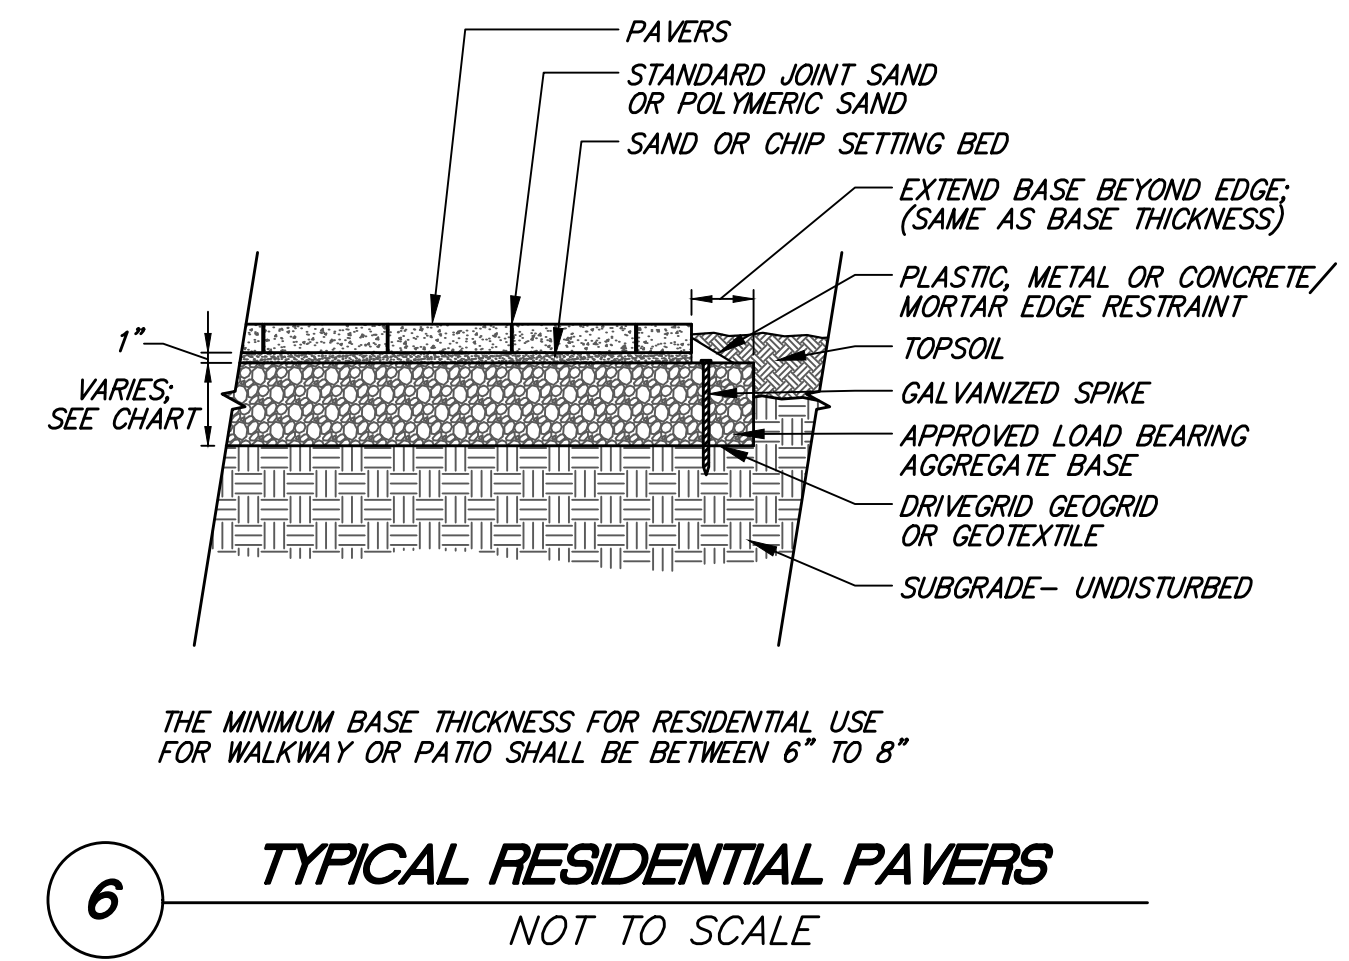 PAVERS
STANDARD JOINT SAND
OR POLYMERIC SAND
SAND OR CHIP SETTING BED
EXTEND BASE BEYOND EDGE;
(SAME AS BASE THICKNESS)
PLASTIC, METAL OR CONCRETE/
MORTAR EDGE RESTRAINT
1"
TOPSOIL
VARIES;
SEE CHART
GALVANIZED SPIKE
APPROVED LOAD BEARING
AGGREGATE BASE
DRIVEGRID GEOGRID
OR GEOTEXTILE
SUBGRADE- UNDISTURBED
THE MINIMUM BASE THICKNESS FOR RESIDENTIAL USE
FOR WALKWAY OR PATIO SHALL BE BETWEEN 6" TO 8"
6
TYPICAL RESIDENTIAL PAVERS
NOT TO SCALE